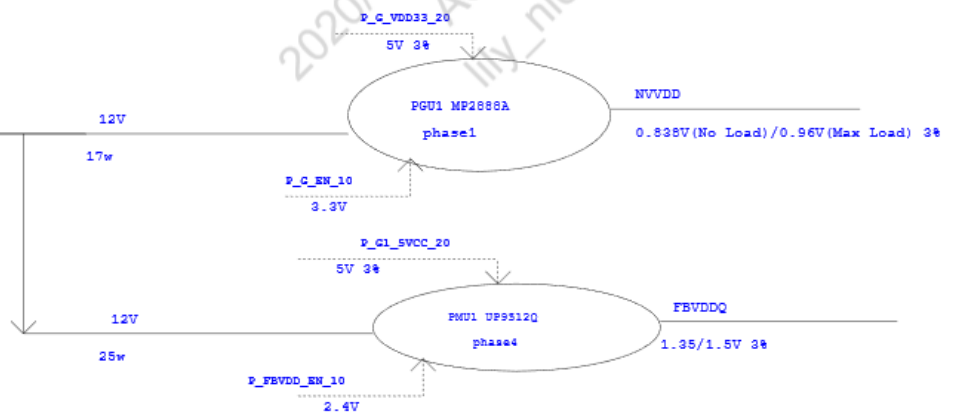 P_G_VDD33_20
5V 3%
12V
17w
PGU1 MP2888A
phase1
NVVDD
0.838V(No Load)/0.96V(Max Load) 3%
P_G_EN_10
3.3V
P_G1_5VCC_20
5V 3%
12V
25w
PMU1 UP9512Q
phase4
FBVDDQ
1.35/1.5V 3%
P_FBVDD_EN_10
2.4V